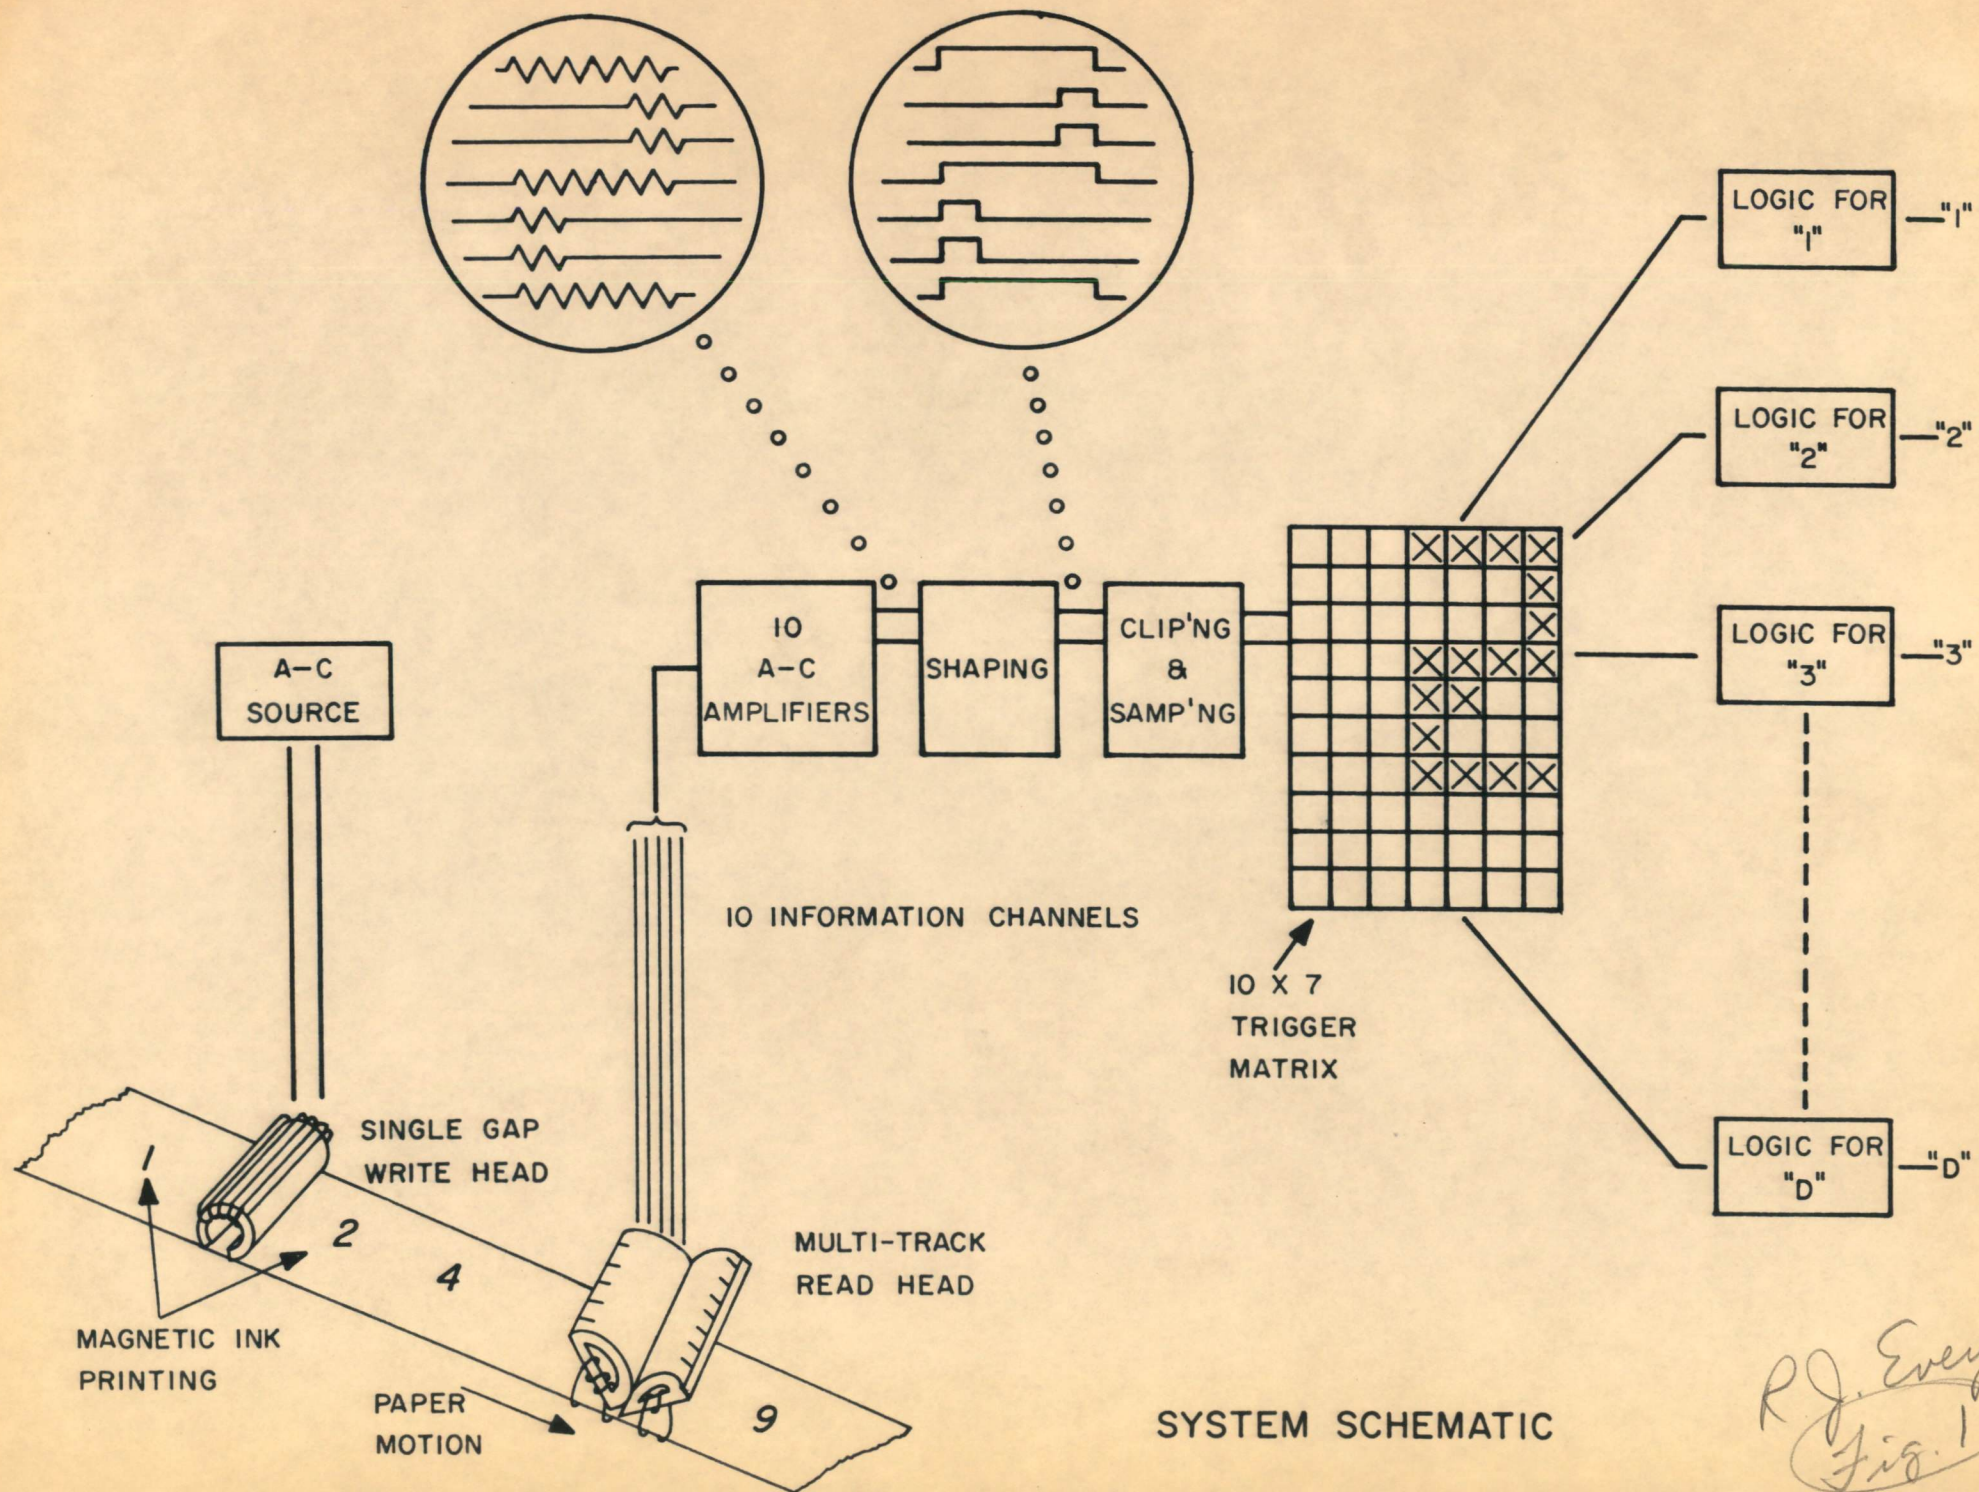 LOGIC FOR
"1"
"1"
LOGIC FOR
"2"
"2"
LOGIC FOR
"3"
"3"
LOGIC FOR
"D"
"D"
A-C
SOURCE
10
A-C
AMPLIFIERS
SHAPING
CLIP'NG
&
SAMP'NG
10 INFORMATION CHANNELS
10 X 7
TRIGGER
MATRIX
SINGLE GAP
WRITE HEAD
1
2
4
9
MULTI-TRACK
READ HEAD
MAGNETIC INK
PRINTING
PAPER
MOTION
SYSTEM SCHEMATIC
R. J.
Fig. 1